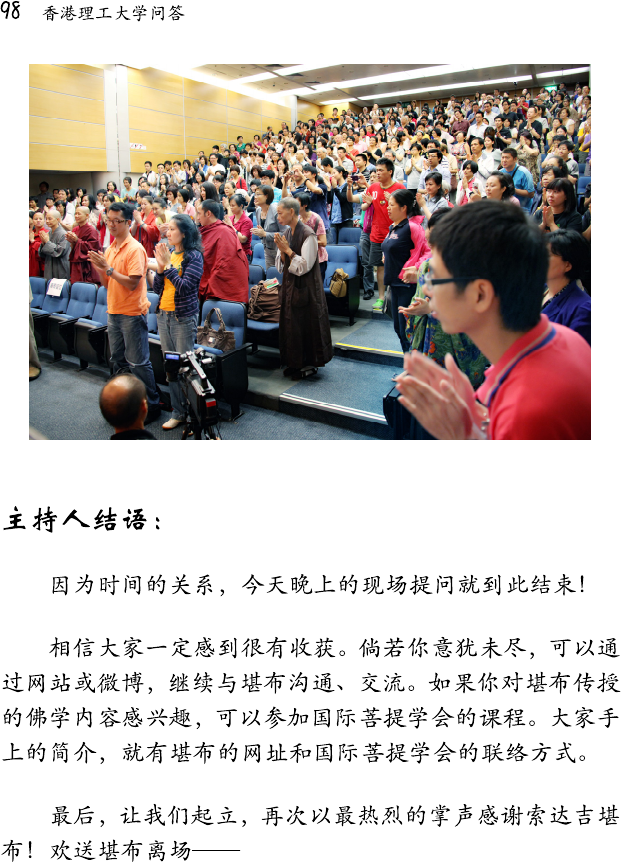 98 香港理工大学问答
主持人结语：
因为时间的关系，今天晚上的现场提问就到此结束！
相信大家一定感到很有收获。倘若你意犹未尽，可以通
过网站或微博，继续与堪布沟通、交流。如果你对堪布传授
的佛学内容感兴趣，可以参加国际菩提学会的课程。大家手
上的简介，就有堪布的网址和国际菩提学会的联络方式。
最后，让我们起立，再次以最热烈的掌声感谢索达吉堪
布！欢送堪布离场——